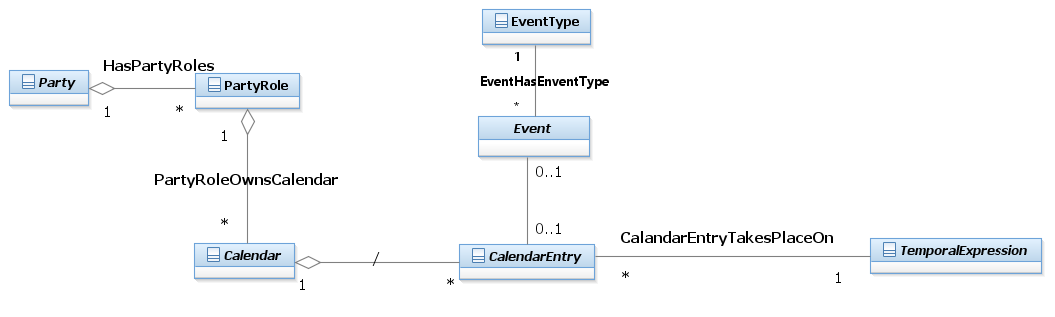 EventType
1
EventHasEnventType
*
HasPartyRoles
Party
PartyRole
1
*
Event
1
0..1
PartyRoleOwnsCalendar
*
0..1
CalandarEntryTakesPlaceOn
Calendar
/
CalendarEntry
TemporalExpression
1
*
*
1